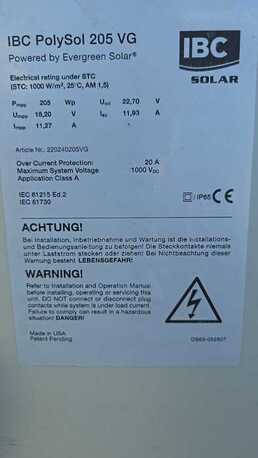 IBC PolySol 205 VG
Powered by Evergreen Solar®
IBC
SOLAR
Electrical rating under STC
(STC: 1000 W/m², 25°C, AM 1,5)
Pmpp 205 Wp Uoc 22,70 V
Umpp 18,20 V Isc 11,93 A
Impp 11,27 A
Article Nr.: 220240205VG
Over Current Protection: 20 A
Maximum System Voltage 1000 VDC
Application Class A
IEC 61215 Ed.2
IEC 61730
/ IP65 CE
ACHTUNG!
Bei Installation, Inbetriebnahme und Wartung ist die Installations-
und Bedienungsanleitung zu beachten! Die Steckkontakte niemals
unter Laststrom stecken oder ziehen! Bei Nichtbeachtung dieser
Warnung besteht LEBENSGEFAHR!
WARNING!
Refer to Installation and Operation Manual
before installing, operating or servicing this
unit. DO NOT connect or disconnect plug
contacts while system is under load current.
Failure to comply can result in a hazardous
situation! DANGER!
Made in USA
Patent Pending